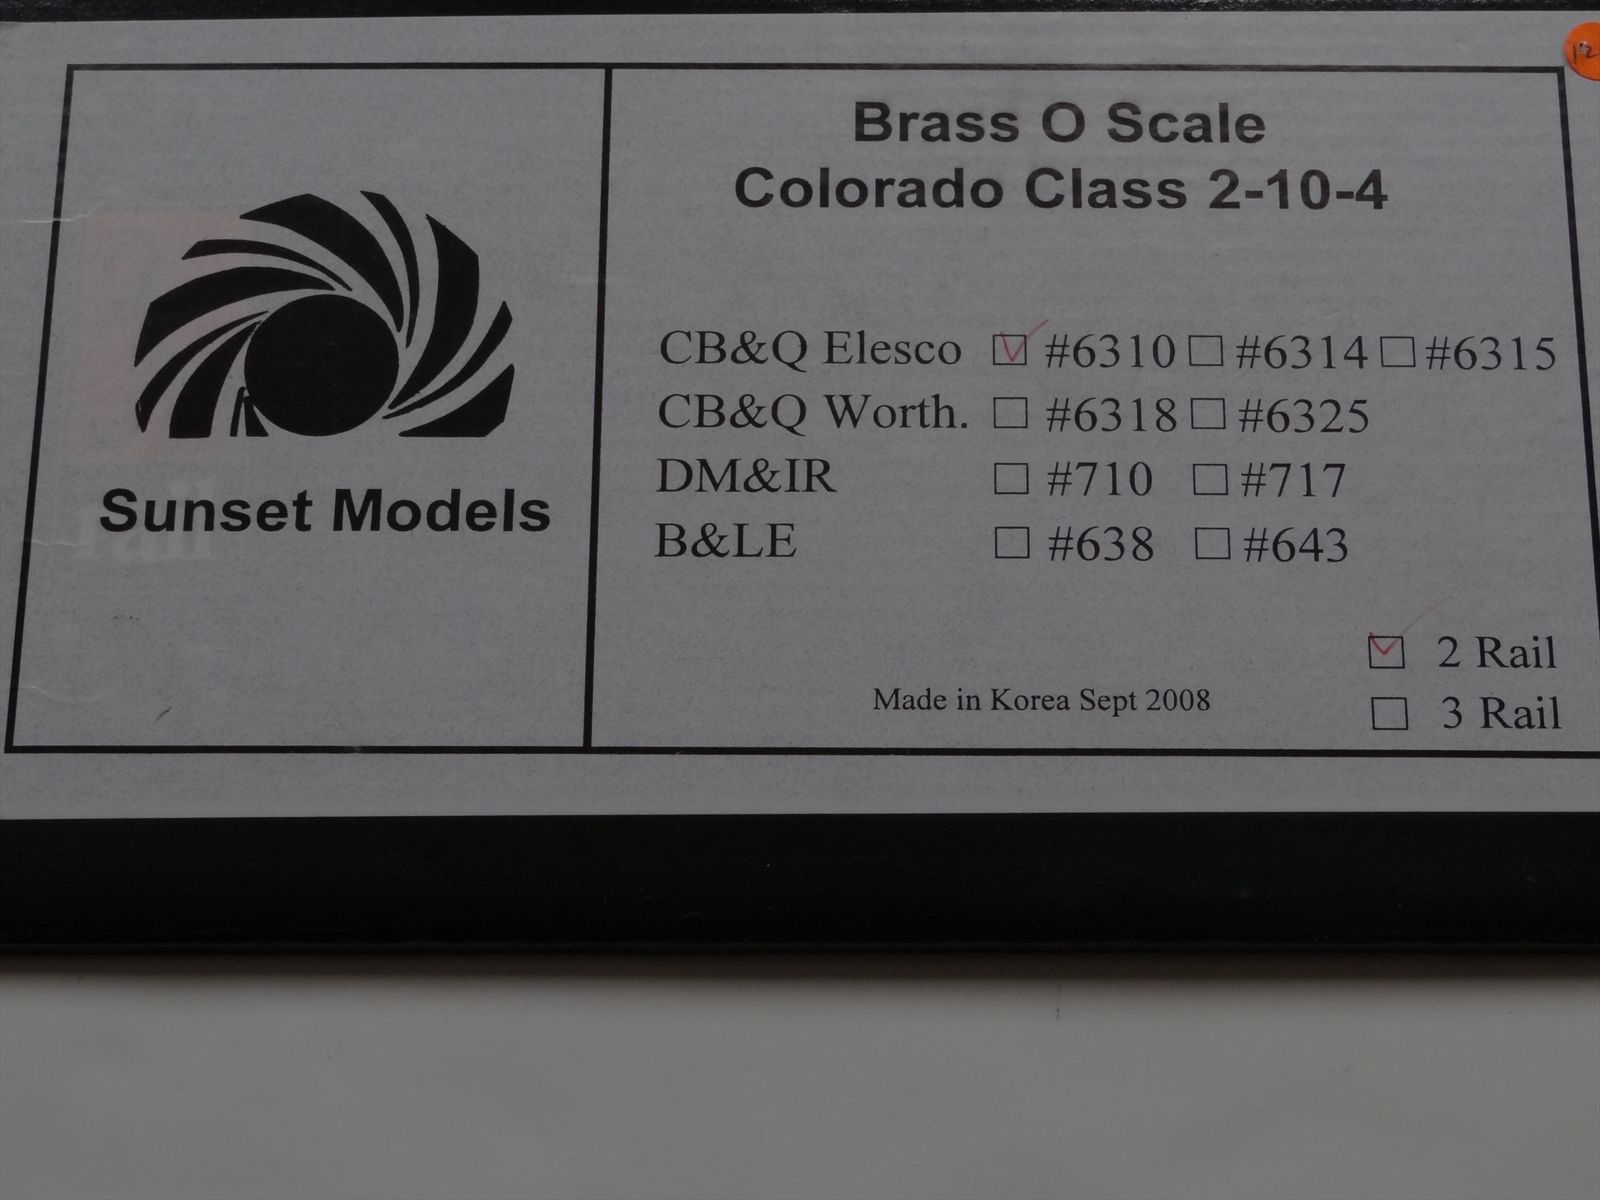 Brass O Scale
Colorado Class 2-10-4
CB&Q Elesco #6310 #6314 #6315
CB&Q Worth. #6318 #6325
DM&IR #710 #717
B&LE #638 #643
2 Rail
3 Rail
Made in Korea Sept 2008
Sunset Models
12